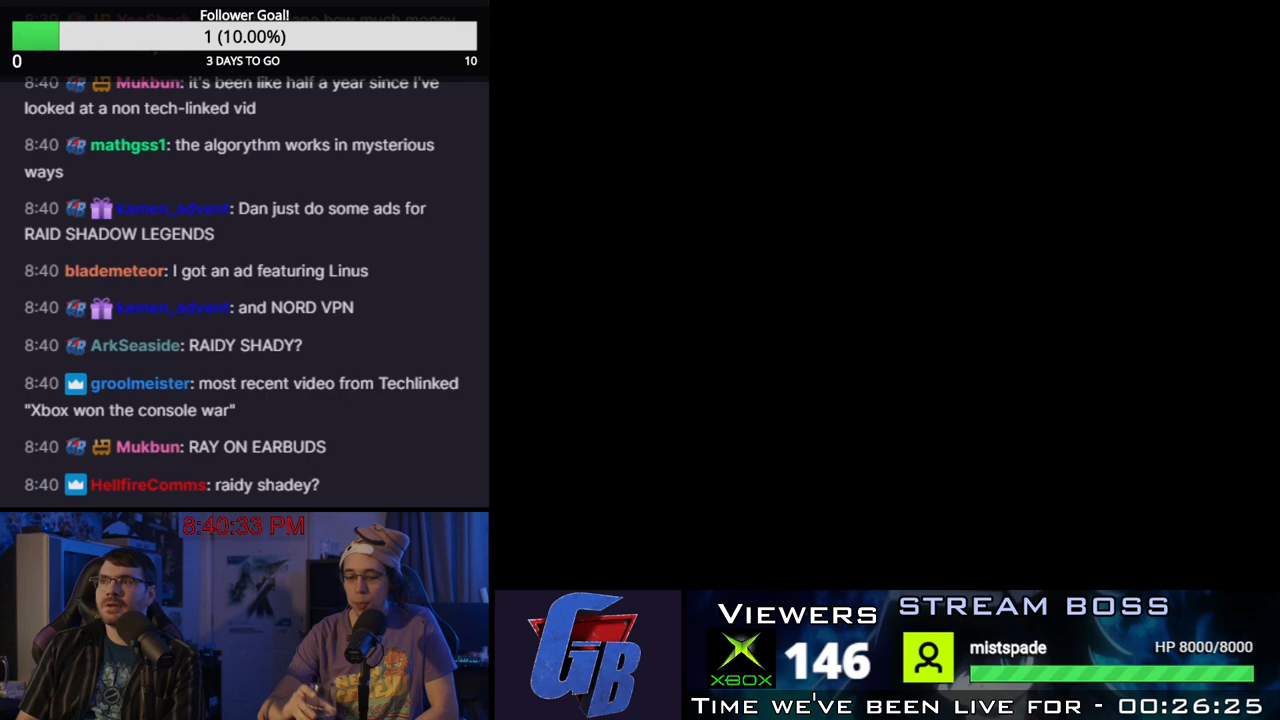 Follower Goal!
1 (10.00%)
0 3 DAYS TO GO 10
8:40 Mukbun: it's been like half a year since I've
looked at a non tech-linked vid
8:40 mathgss1: the algorythm works in mysterious
ways
8:40 kamen_advent: Dan just do some ads for
RAID SHADOW LEGENDS
8:40 blademeteor: I got an ad featuring Linus
8:40 kamen_advent: and NORD VPN
8:40 ArkSeaside: RAIDY SHADY?
8:40 groolmeister: most recent video from Techlinked
"Xbox won the console war"
8:40 Mukbun: RAY ON EARBUDS
8:40 HellfireComms: raidy shadey?
8:40:33 PM
GB
VIEWERS
XBOX
146
STREAM BOSS
mistspade HP 8000/8000
TIME WE'VE BEEN LIVE FOR - 00:26:25